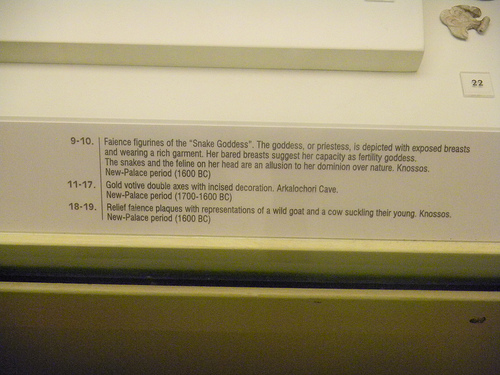 22
9-10. Faience figurines of the "Snake Goddess". The goddess, or priestess, is depicted with exposed breasts
and wearing a rich garment. Her bared breasts suggest her capacity as fertility goddess.
The snakes and the feline on her head are an allusion to her dominion over nature. Knossos.
New-Palace period (1600 BC)
11-17. Gold votive double axes with incised decoration. Arkalochori Cave.
New-Palace period (1700-1600 BC)
18-19. Relief faience plaques with representations of a wild goat and a cow suckling their young. Knossos.
New-Palace period (1600 BC)